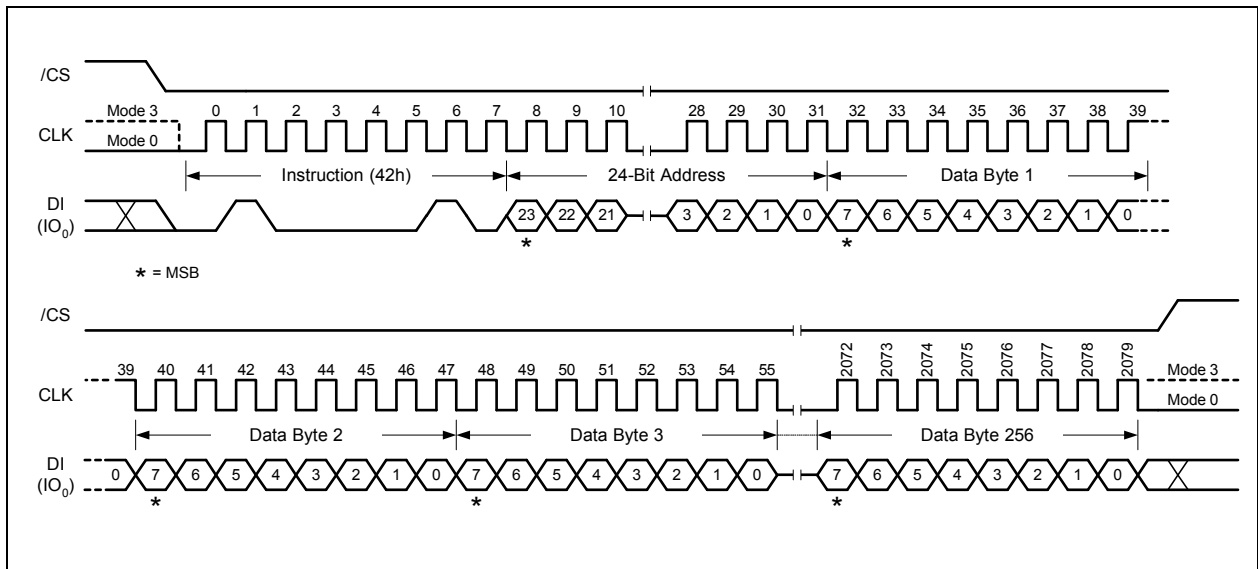 /CS
Mode 3 0 1 2 3 4 5 6 7 8 9 10 28 29 30 31 32 33 34 35 36 37 38 39
CLK
Mode 0
Instruction (42h) 24-Bit Address Data Byte 1
DI
(IO0)
23 22 21 3 2 1 0 7 6 5 4 3 2 1 0
* *
* = MSB
/CS
39 40 41 42 43 44 45 46 47 48 49 50 51 52 53 54 55 2072 2073 2074 2075 2076 2077 2078 2079 Mode 3
CLK
Mode 0
Data Byte 2 Data Byte 3 Data Byte 256
DI
(IO0)
0 7 6 5 4 3 2 1 0 7 6 5 4 3 2 1 0 7 6 5 4 3 2 1 0
* * *